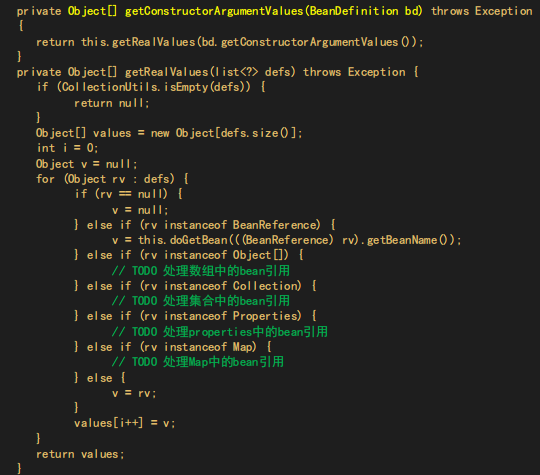 private Object[] getConstructorArgumentValues(BeanDefinition bd) throws Exception
{
return this.getRealValues(bd.getConstructorArgumentValues());
}
private Object[] getRealValues(list<?> defs) throws Exception {
if (CollectionUtils.isEmpty(defs)) {
return null;
}
Object[] values = new Object[defs.size()];
int i = 0;
Object v = null;
for (Object rv : defs) {
if (rv == null) {
v = null;
} else if (rv instanceof BeanReference) {
v = this.doGetBean(((BeanReference) rv).getBeanName());
} else if (rv instanceof Object[]) {
// TODO 处理数组中的bean引用
} else if (rv instanceof Collection) {
// TODO 处理集合中的bean引用
} else if (rv instanceof Properties) {
// TODO 处理properties中的bean引用
} else if (rv instanceof Map) {
// TODO 处理Map中的bean引用
} else {
v = rv;
}
values[i++] = v;
}
return values;
}